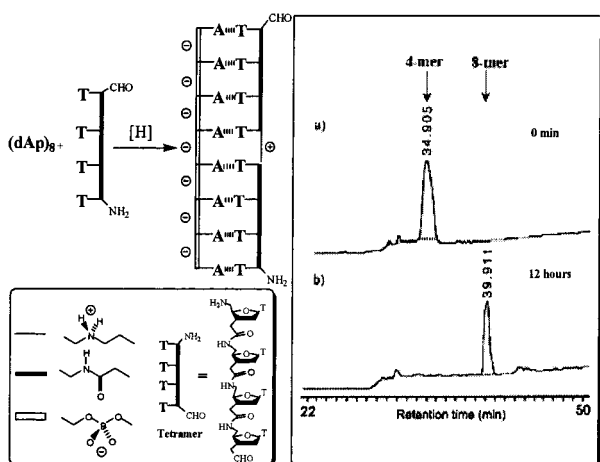 CHO
⊖ A T
⊖ A T
⊖ A T
⊖ A T
⊖ A T
⊕
⊖ A T
⊖ A T
A T
NH2
T CHO
T
T
T NH2
(dAp)8+
[H]
⊕
H H
N
H
N
O
O O
O O
⊖
T NH2
T
T
T CHO
Tetramer
=
H2N O T
O
HN O T
O
HN O T
O
HN O T
CHO
4-mer 8-mer
a) 0 min
34.905
b) 12 hours
39.911
22 50
Retention time (min)